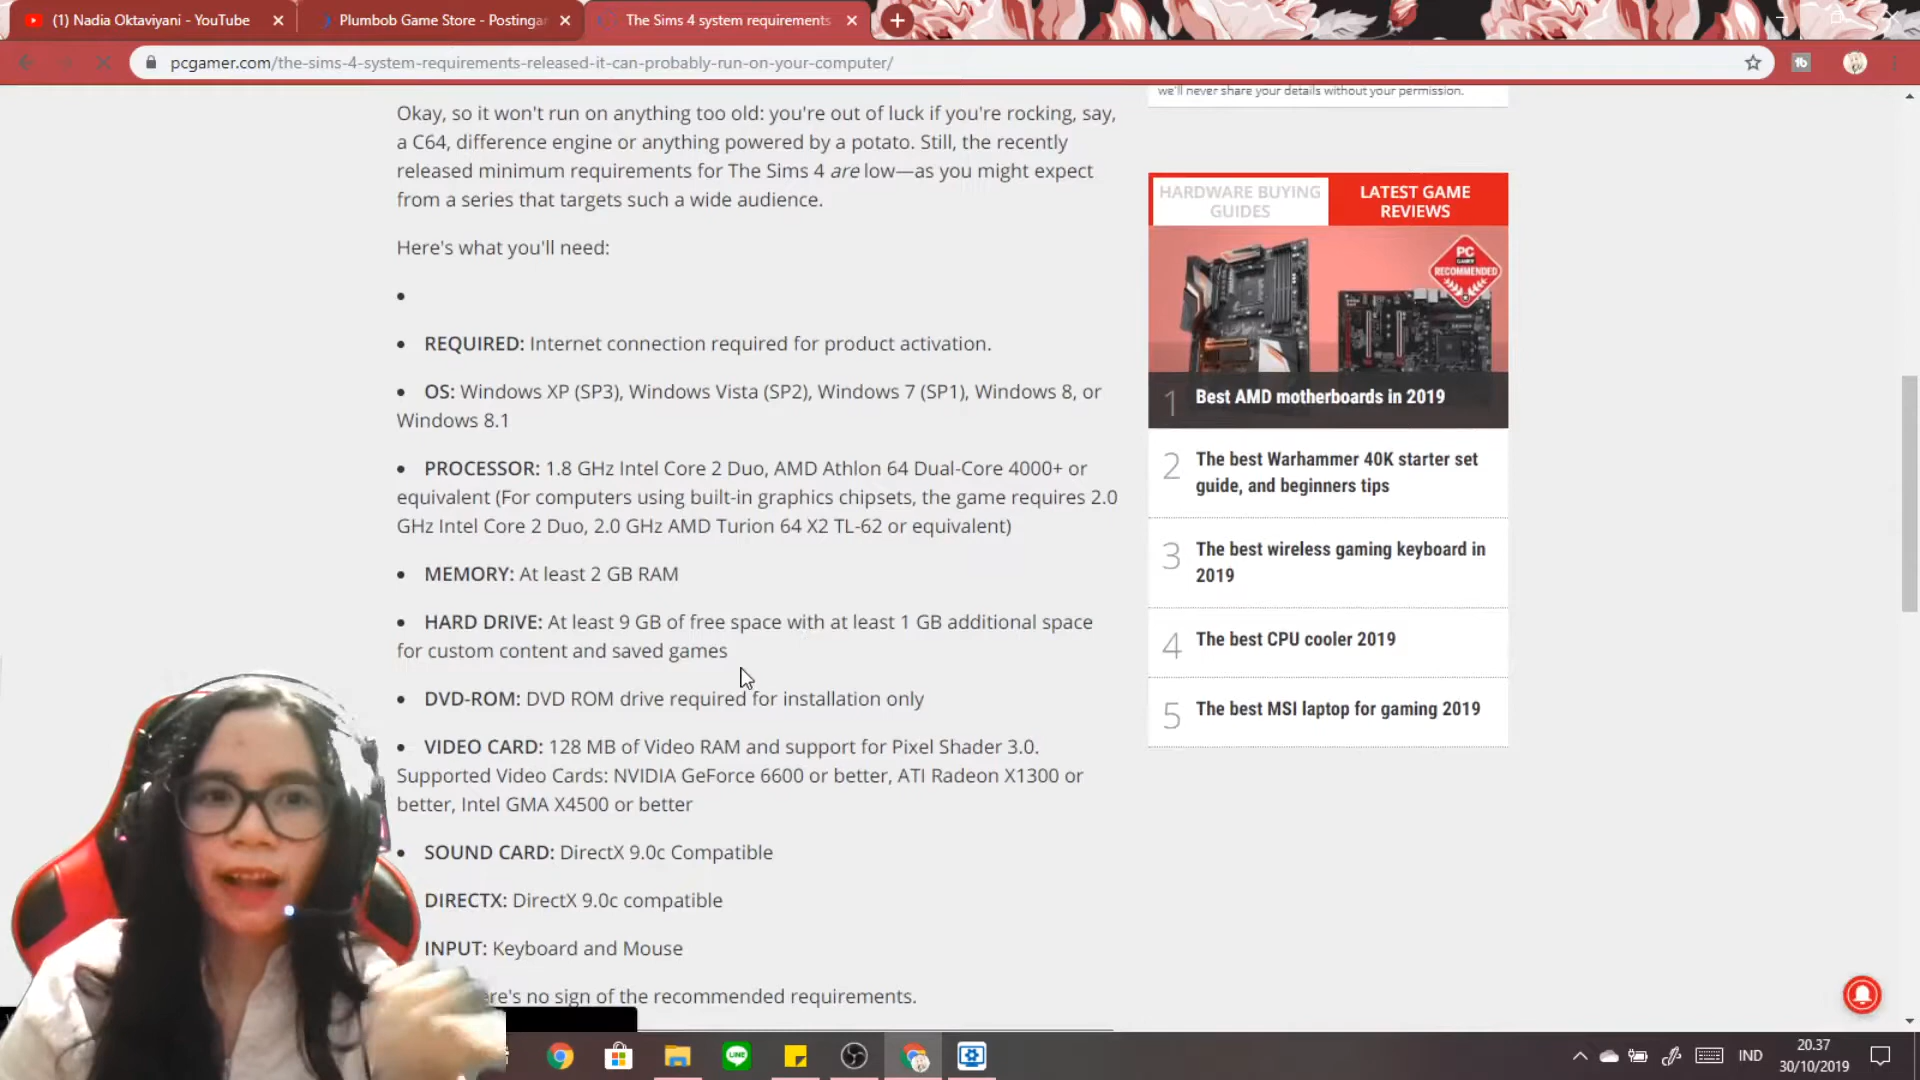 (1) Nadia Oktaviyani - YouTube
Plumbob Game Store - Postinga
The Sims 4 system requirements
pcgamer.com/the-sims-4-system-requirements-released-it-can-probably-run-on-your-computer/
we'll never share your details without your permission.
Okay, so it won't run on anything too old: you're out of luck if you're rocking, say,
a C64, difference engine or anything powered by a potato. Still, the recently
released minimum requirements for The Sims 4 are low—as you might expect
from a series that targets such a wide audience.
Here's what you'll need:
• 
• REQUIRED: Internet connection required for product activation.
• OS: Windows XP (SP3), Windows Vista (SP2), Windows 7 (SP1), Windows 8, or
Windows 8.1
• PROCESSOR: 1.8 GHz Intel Core 2 Duo, AMD Athlon 64 Dual-Core 4000+ or
equivalent (For computers using built-in graphics chipsets, the game requires 2.0
GHz Intel Core 2 Duo, 2.0 GHz AMD Turion 64 X2 TL-62 or equivalent)
• MEMORY: At least 2 GB RAM
• HARD DRIVE: At least 9 GB of free space with at least 1 GB additional space
for custom content and saved games
• DVD-ROM: DVD ROM drive required for installation only
• VIDEO CARD: 128 MB of Video RAM and support for Pixel Shader 3.0.
Supported Video Cards: NVIDIA GeForce 6600 or better, ATI Radeon X1300 or
better, Intel GMA X4500 or better
• SOUND CARD: DirectX 9.0c Compatible
DIRECTX: DirectX 9.0c compatible
INPUT: Keyboard and Mouse
ere's no sign of the recommended requirements.
HARDWARE BUYING
GUIDES
LATEST GAME
REVIEWS
PC
GAMER
RECOMMENDED
1 Best AMD motherboards in 2019
2 The best Warhammer 40K starter set
guide, and beginners tips
3 The best wireless gaming keyboard in
2019
4 The best CPU cooler 2019
5 The best MSI laptop for gaming 2019
LINE
IND
20.37
30/10/2019